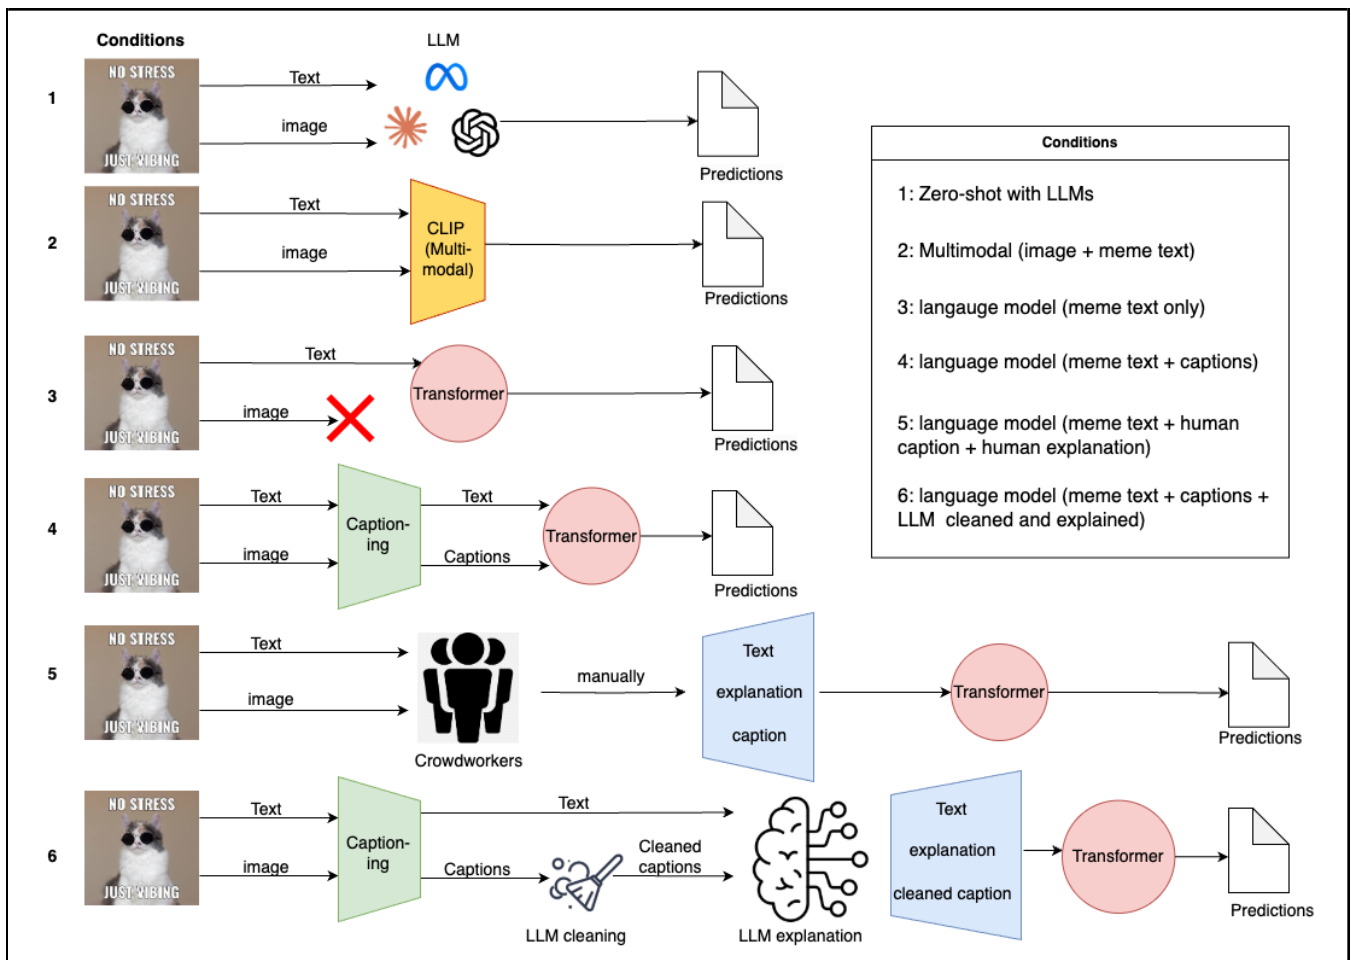 Conditions
LLM
1
NO STRESS
JUST VIBING
Text
image
Predictions
2
NO STRESS
JUST VIBING
Text
image
CLIP
(Multi-
modal)
Predictions
3
NO STRESS
JUST VIBING
Text
image
Transformer
Predictions
4
NO STRESS
JUST VIBING
Text
image
Caption-
ing
Text
Captions
Transformer
Predictions
5
NO STRESS
JUST VIBING
Text
image
Crowdworkers
manually
Text
explanation
caption
Transformer
Predictions
6
NO STRESS
JUST VIBING
Text
image
Caption-
ing
Text
Captions
LLM cleaning
Cleaned
captions
LLM explanation
Text
explanation
cleaned caption
Transformer
Predictions
Conditions
1: Zero-shot with LLMs
2: Multimodal (image + meme text)
3: langauge model (meme text only)
4: language model (meme text + captions)
5: language model (meme text + human
caption + human explanation)
6: language model (meme text + captions +
LLM cleaned and explained)